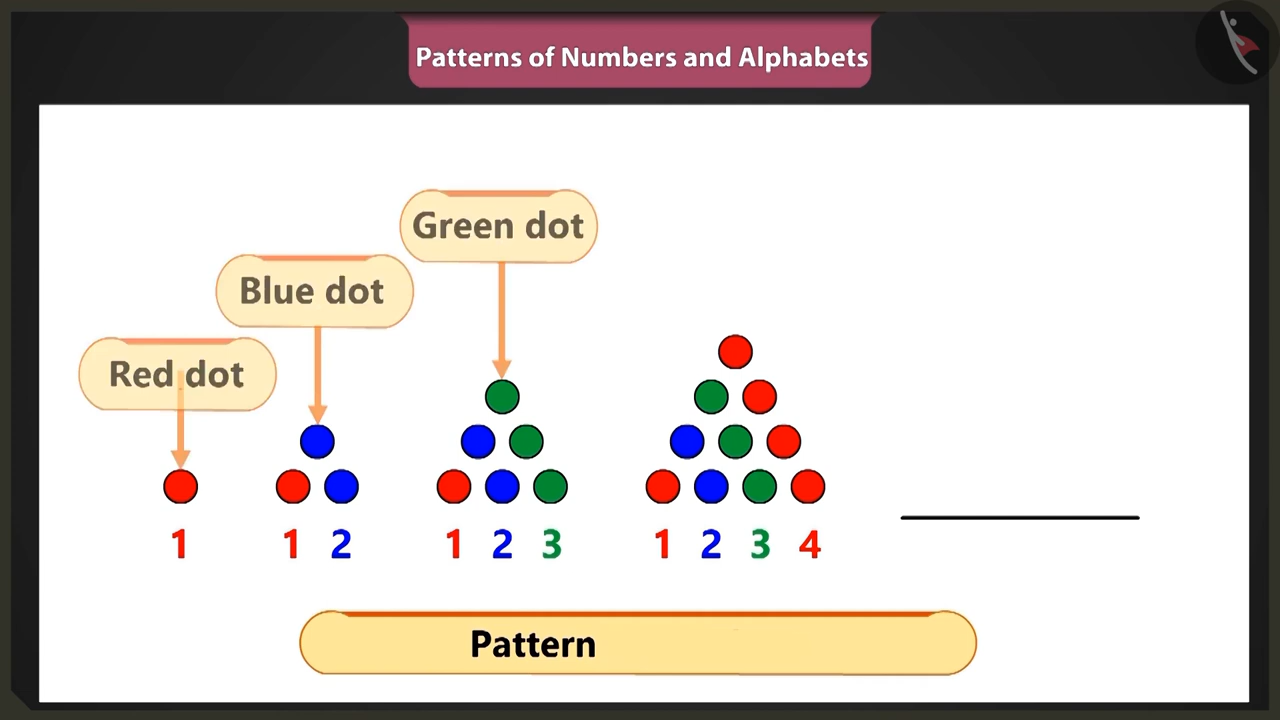 Patterns of Numbers and Alphabets
Green dot
Blue dot
Red dot
1 1 2 1 2 3 1 2 3 4
Pattern